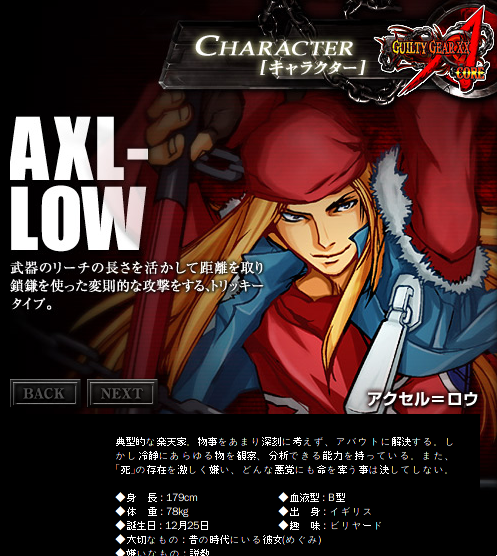 CHARACTER
[キャラクター]
GUILTY GEAR XX
CORE
AXL-
LOW
武器のリーチの長さを活かして距離を取り
鎖鎌を使った変則的な攻撃をする、トリッキー
タイプ。
BACK
NEXT
アクセル＝ロウ
典型的な楽天家。物事をあまり深刻に考えず、アバウトに解決する。し
かし冷静にあらゆる物を観察、分析できる能力も持っている。また、
「死」の存在を激しく嫌い、どんな悪党にも命を奪う事は決してしない。
◆身　長：179cm
◆血液型：B型
◆体　重：78kg
◆出　身：イギリス
◆誕生日：12月25日
◆趣　味：ビリヤード
◆大切なもの：昔の時代にいる彼女(めぐみ)
◆嫌いなもの：説教